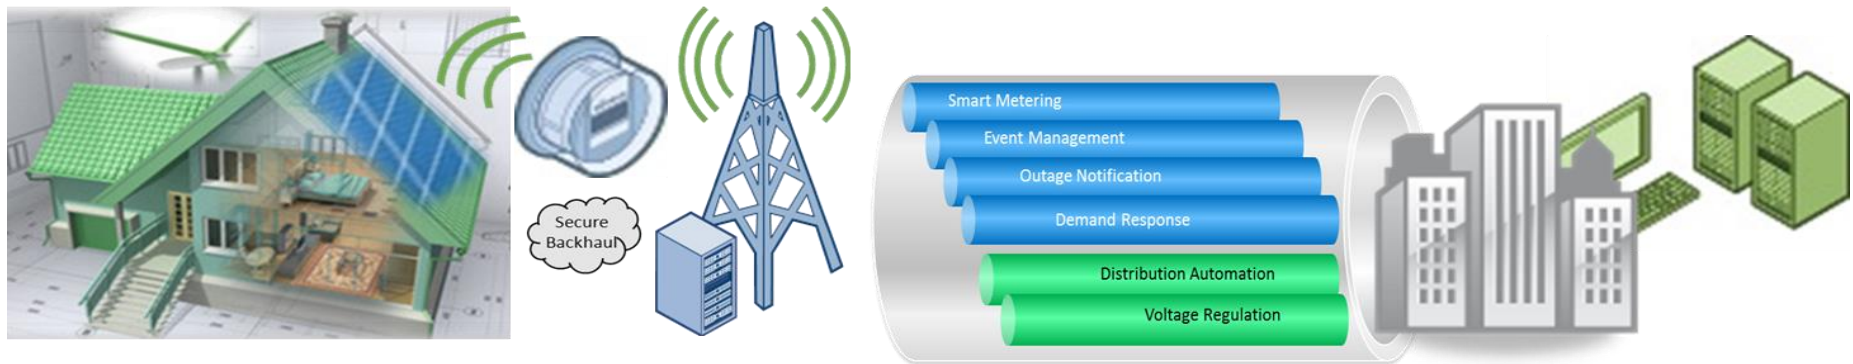 Secure
Backhaul
Smart Metering
Event Management
Outage Notification
Demand Response
Distribution Automation
Voltage Regulation